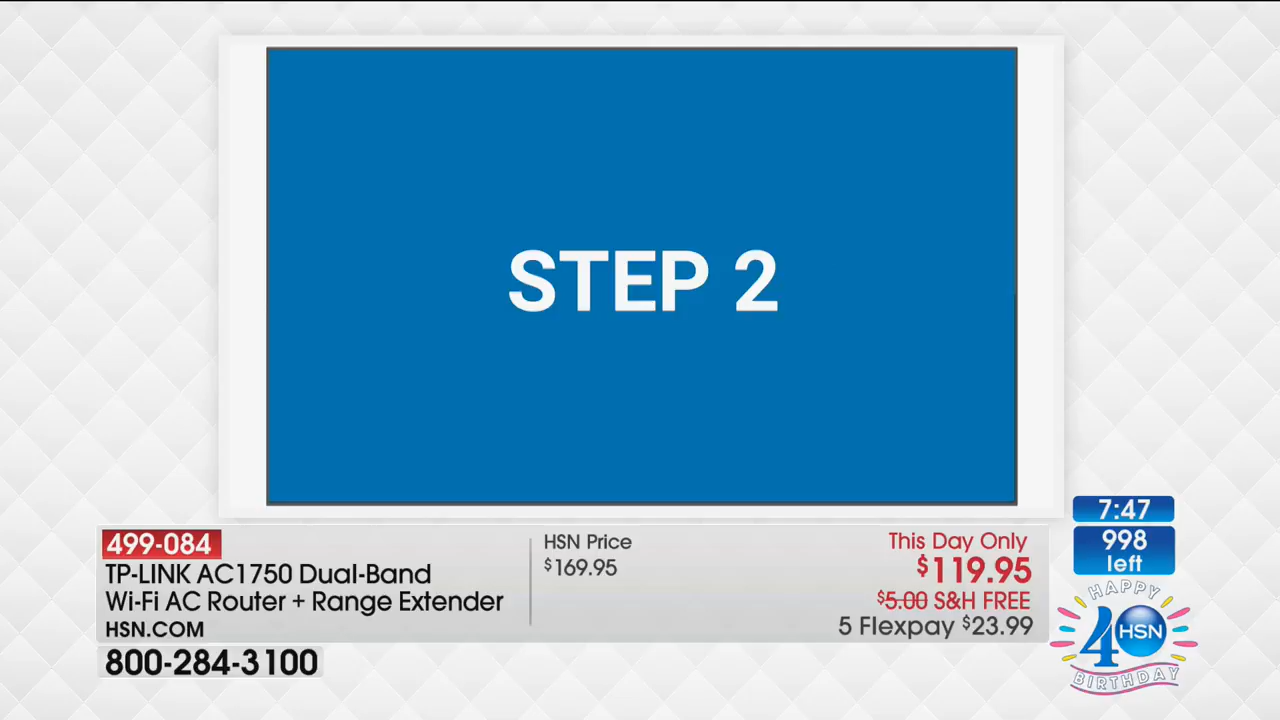 STEP 2
499-084
TP-LINK AC1750 Dual-Band
Wi-Fi AC Router + Range Extender
HSN.COM
800-284-3100
HSN Price
$169.95
This Day Only
$119.95
$5.00 S&H FREE
5 Flexpay $23.99
7:47
998
left
HAPPY
40 HSN
BIRTHDAY